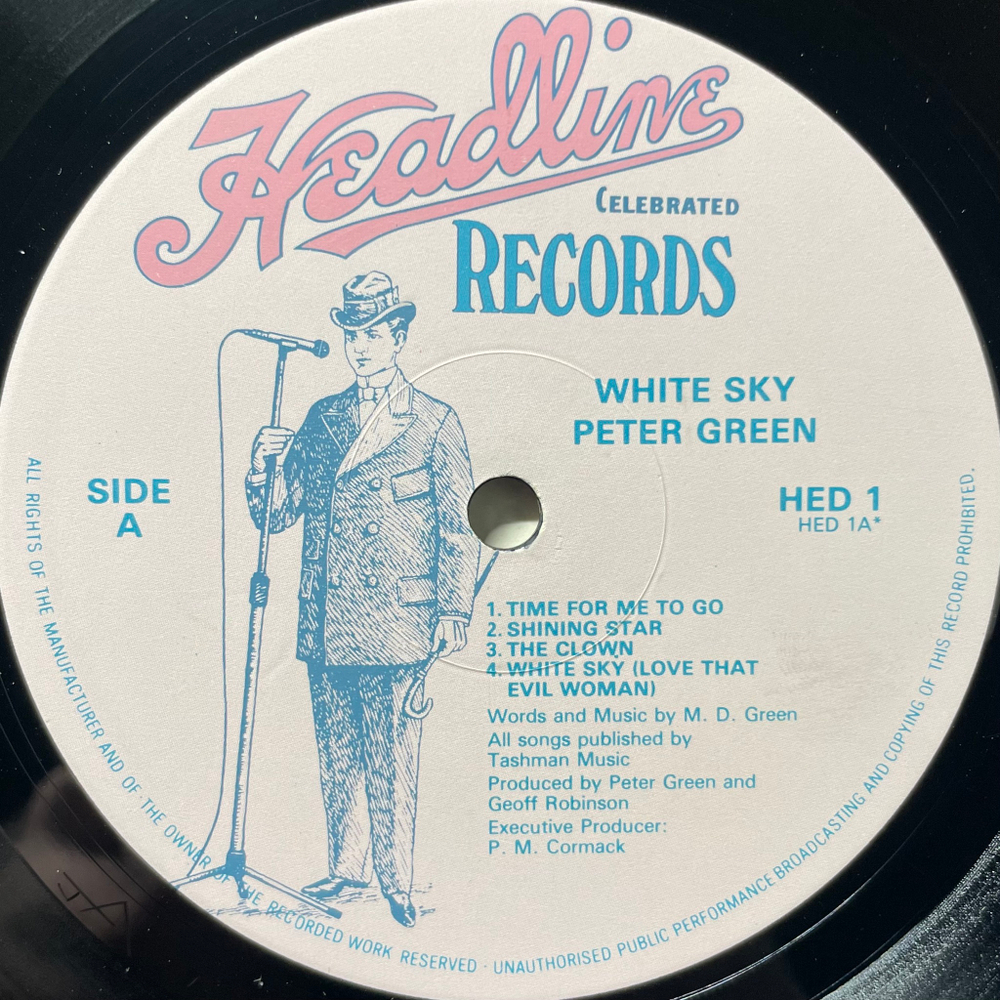 Headline
CELEBRATED
RECORDS
WHITE SKY
PETER GREEN
SIDE
A
HED 1
HED 1A*
1. TIME FOR ME TO GO
2. SHINING STAR
3. THE CLOWN
4. WHITE SKY (LOVE THAT
EVIL WOMAN)
Words and Music by M. D. Green
All songs published by
Tashman Music
Produced by Peter Green and
Geoff Robinson
Executive Producer:
P. M. Cormack
ALL RIGHTS OF THE MANUFACTURER AND OF THE OWNER OF THE RECORDED WORK RESERVED · UNAUTHORISED PUBLIC PERFORMANCE BROADCASTING AND COPYING OF THIS RECORD PROHIBITED.